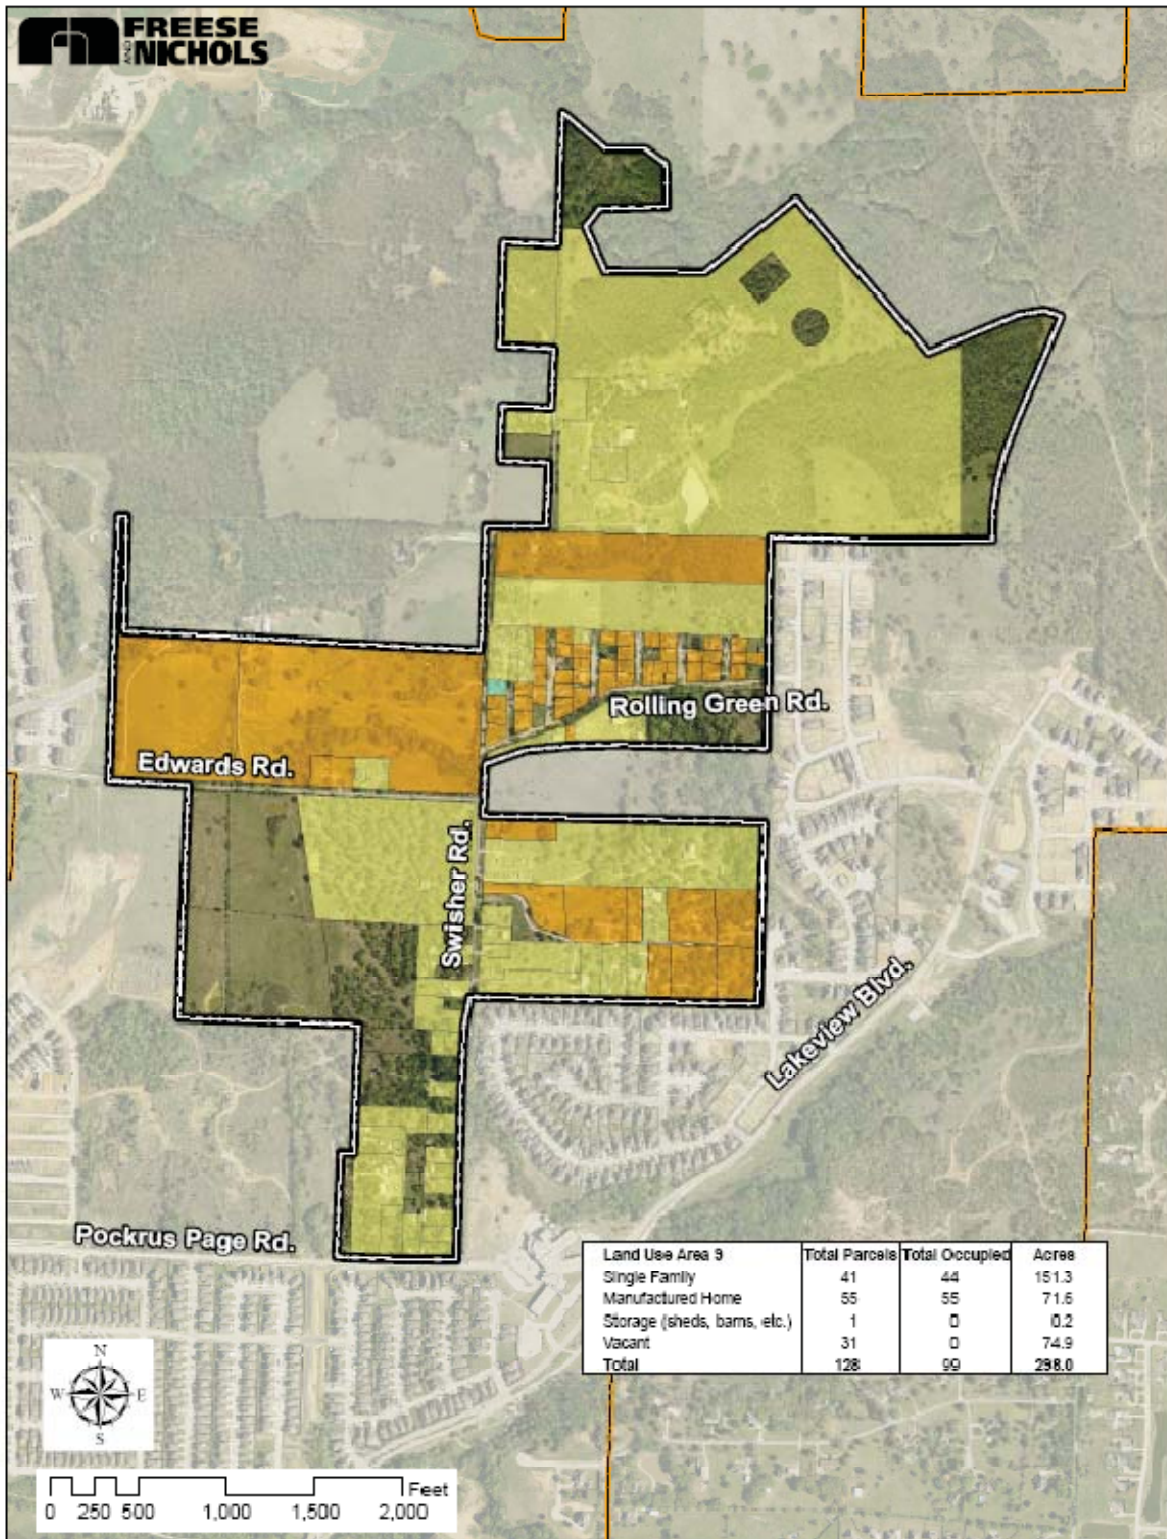 FREESE
AND NICHOLS
Rolling Green Rd.
Edwards Rd.
Swisher Rd.
Lakeview Blvd.
Pockrus Page Rd.
Land Use Area 9 Total Parcels Total Occupied Acres
Single Family 41 44 151.3
Manufactured Home 55 55 71.6
Storage (sheds, barns, etc.) 1 0 0.2
Vacant 31 0 74.9
Total 128 99 298.0
N
W E
S
Feet
0 250 500 1,000 1,500 2,000